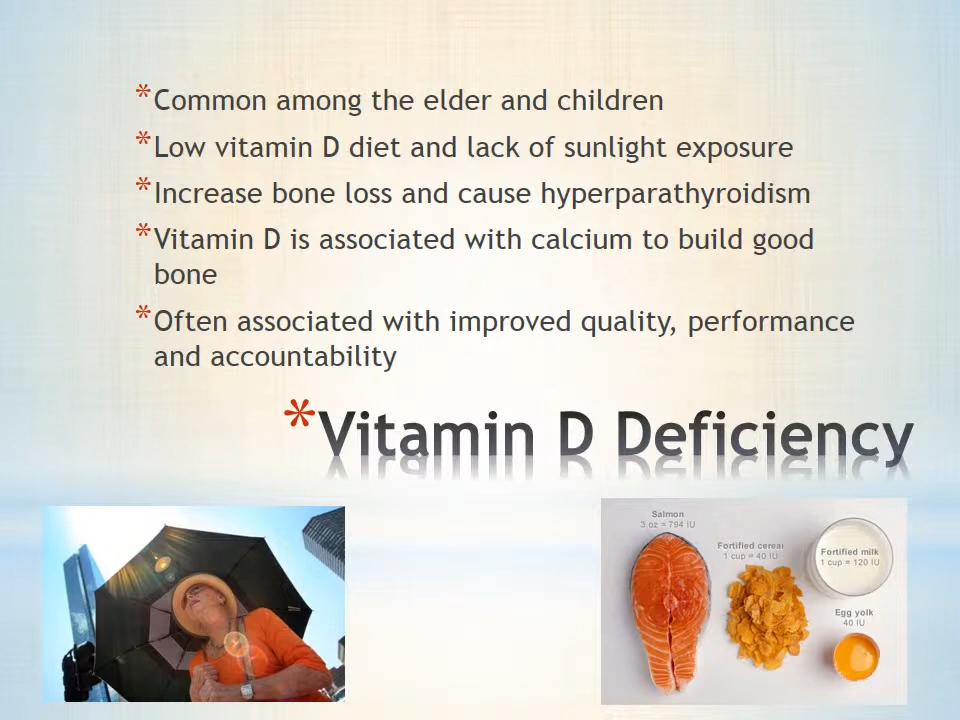 *Common among the elder and children
*Low vitamin D diet and lack of sunlight exposure
*Increase bone loss and cause hyperparathyroidism
*Vitamin D is associated with calcium to build good
bone
*Often associated with improved quality, performance
and accountability
*Vitamin D Deficiency
Salmon
3 oz = 794 IU
Fortified cereal
1 cup = 40 IU
Fortified milk
1 cup = 120 IU
Egg yolk
40 IU